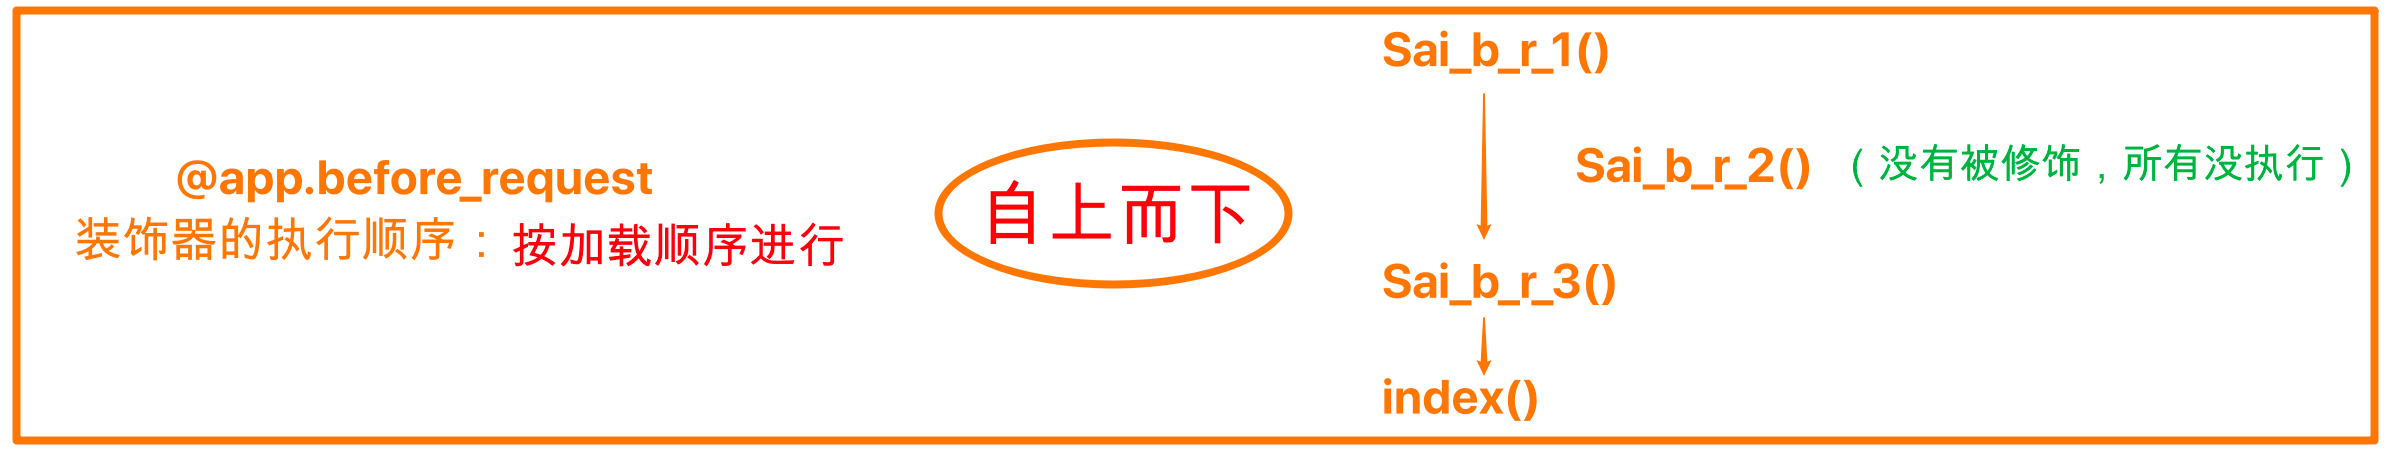 @app.before_request
装饰器的执行顺序：按加载顺序进行
自上而下
Sai_b_r_1()
Sai_b_r_2()（没有被修饰，所有没执行）
Sai_b_r_3()
index()